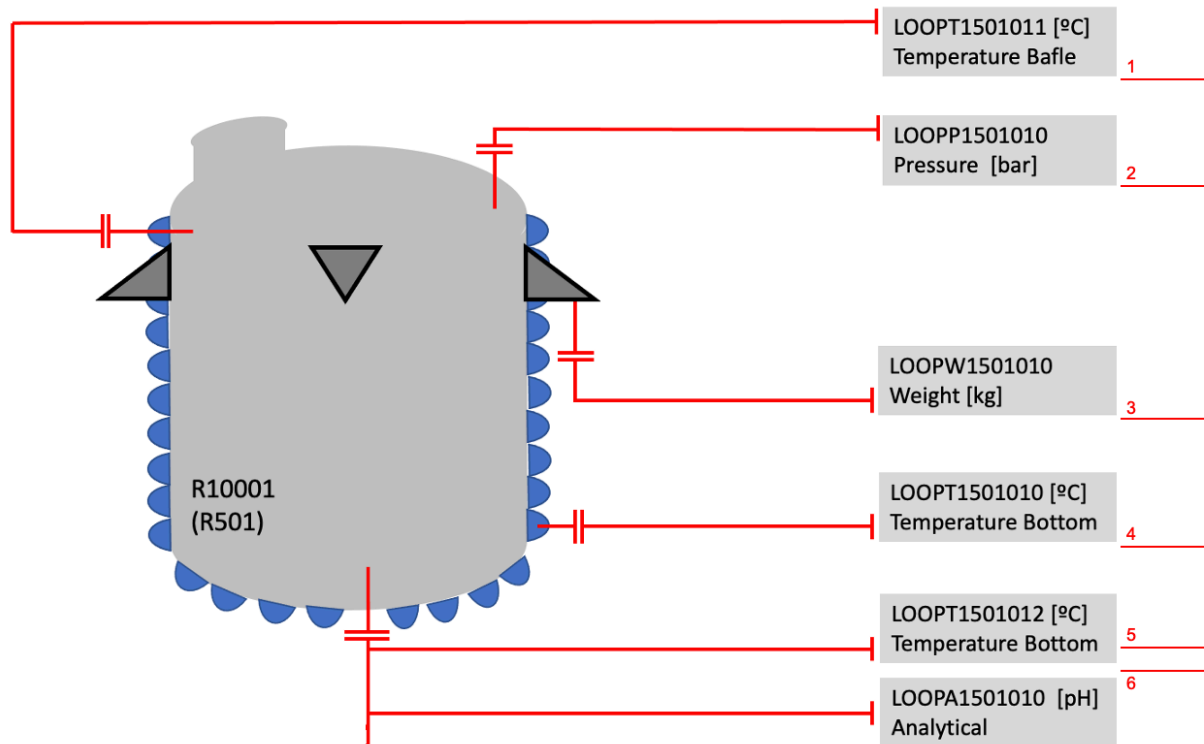 LOOPT1501011 [ºC]
Temperature Bafle
1
LOOPP1501010
Pressure [bar]
2
LOOPW1501010
Weight [kg]
3
R10001
(R501)
LOOPT1501010 [ºC]
Temperature Bottom
4
LOOPT1501012 [ºC]
Temperature Bottom
5
6
LOOPA1501010 [pH]
Analytical